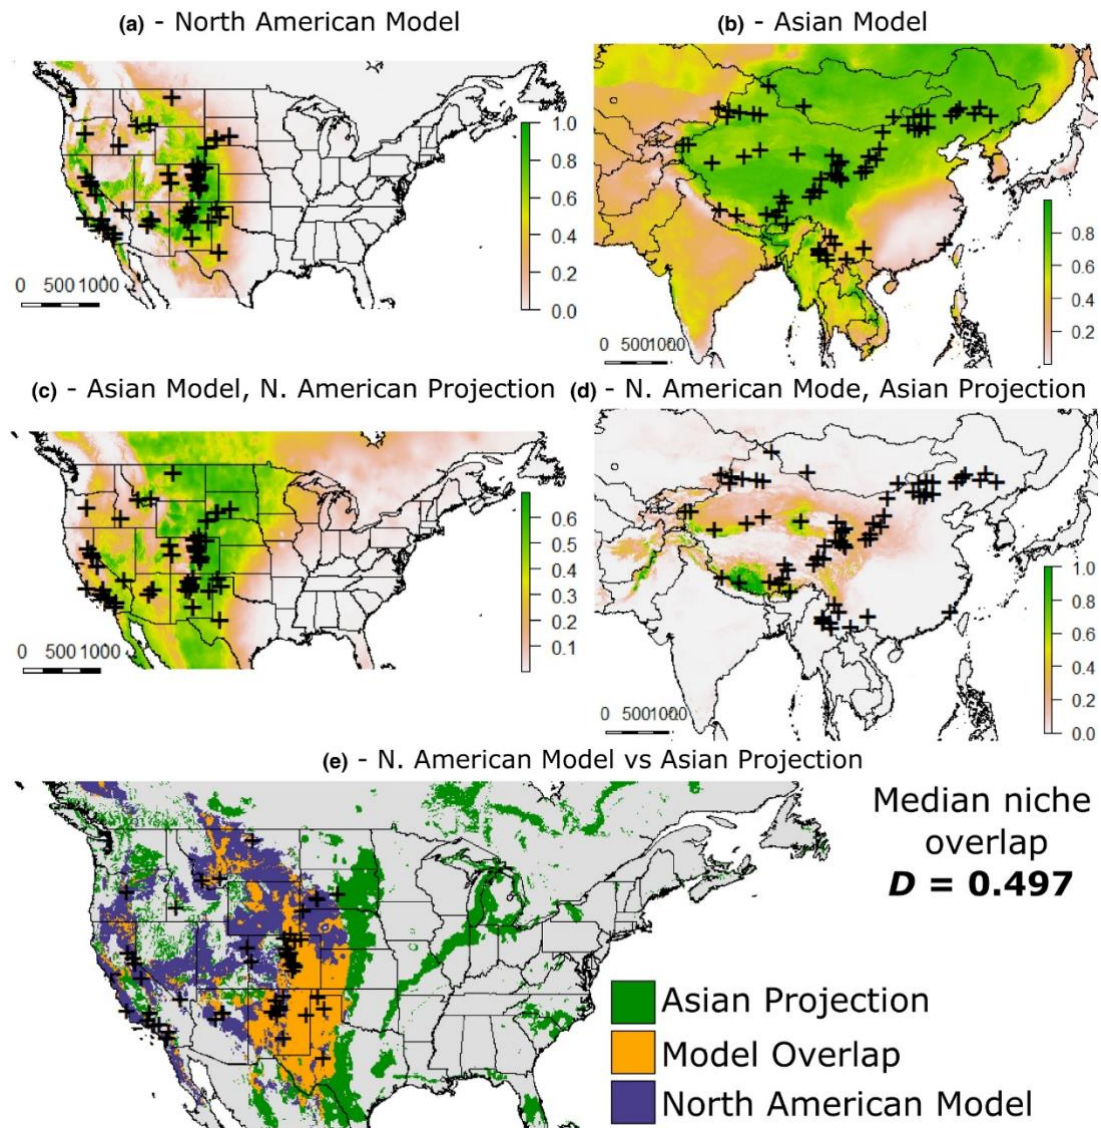 (a) - North American Model
(b) - Asian Model
1.0
0.8
0.6
0.4
0.2
0.0
0 500 1000
0.8
0.6
0.4
0.2
0 5001000
(c) - Asian Model, N. American Projection
(d) - N. American Mode, Asian Projection
0.6
0.5
0.4
0.3
0.2
0.1
0 500 1000
1.0
0.8
0.6
0.4
0.2
0.0
0 5001000
(e) - N. American Model vs Asian Projection
Median niche
overlap
D = 0.497
Asian Projection
Model Overlap
North American Model